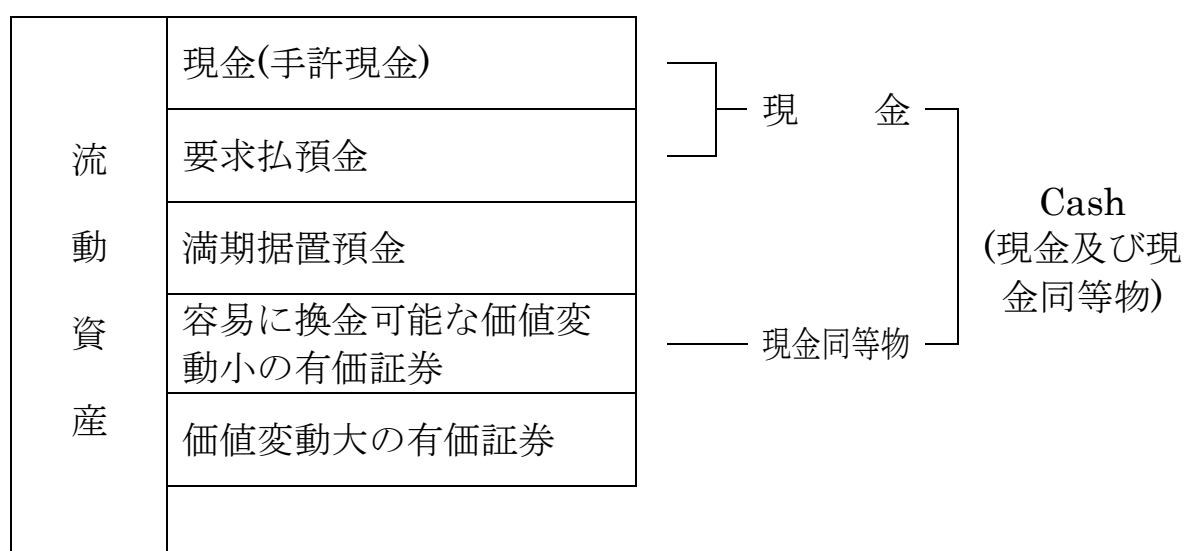 流動資産
現金(手許現金)
要求払預金
満期据置預金
容易に換金可能な価値変
動小の有価証券
価値変動大の有価証券
現　金
現金同等物
Cash
(現金及び現
金同等物)